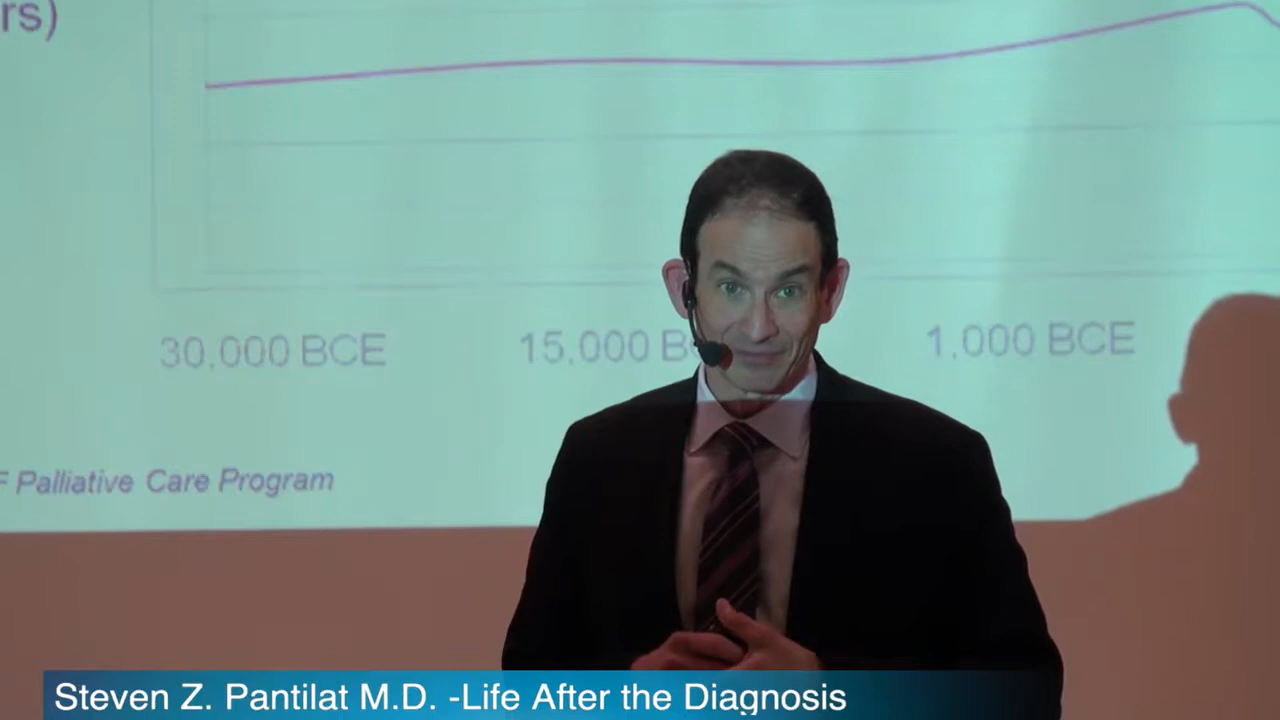 rs)
30,000 BCE
15,000 B
1,000 BCE
F Palliative Care Program
Steven Z. Pantilat M.D. -Life After the Diagnosis